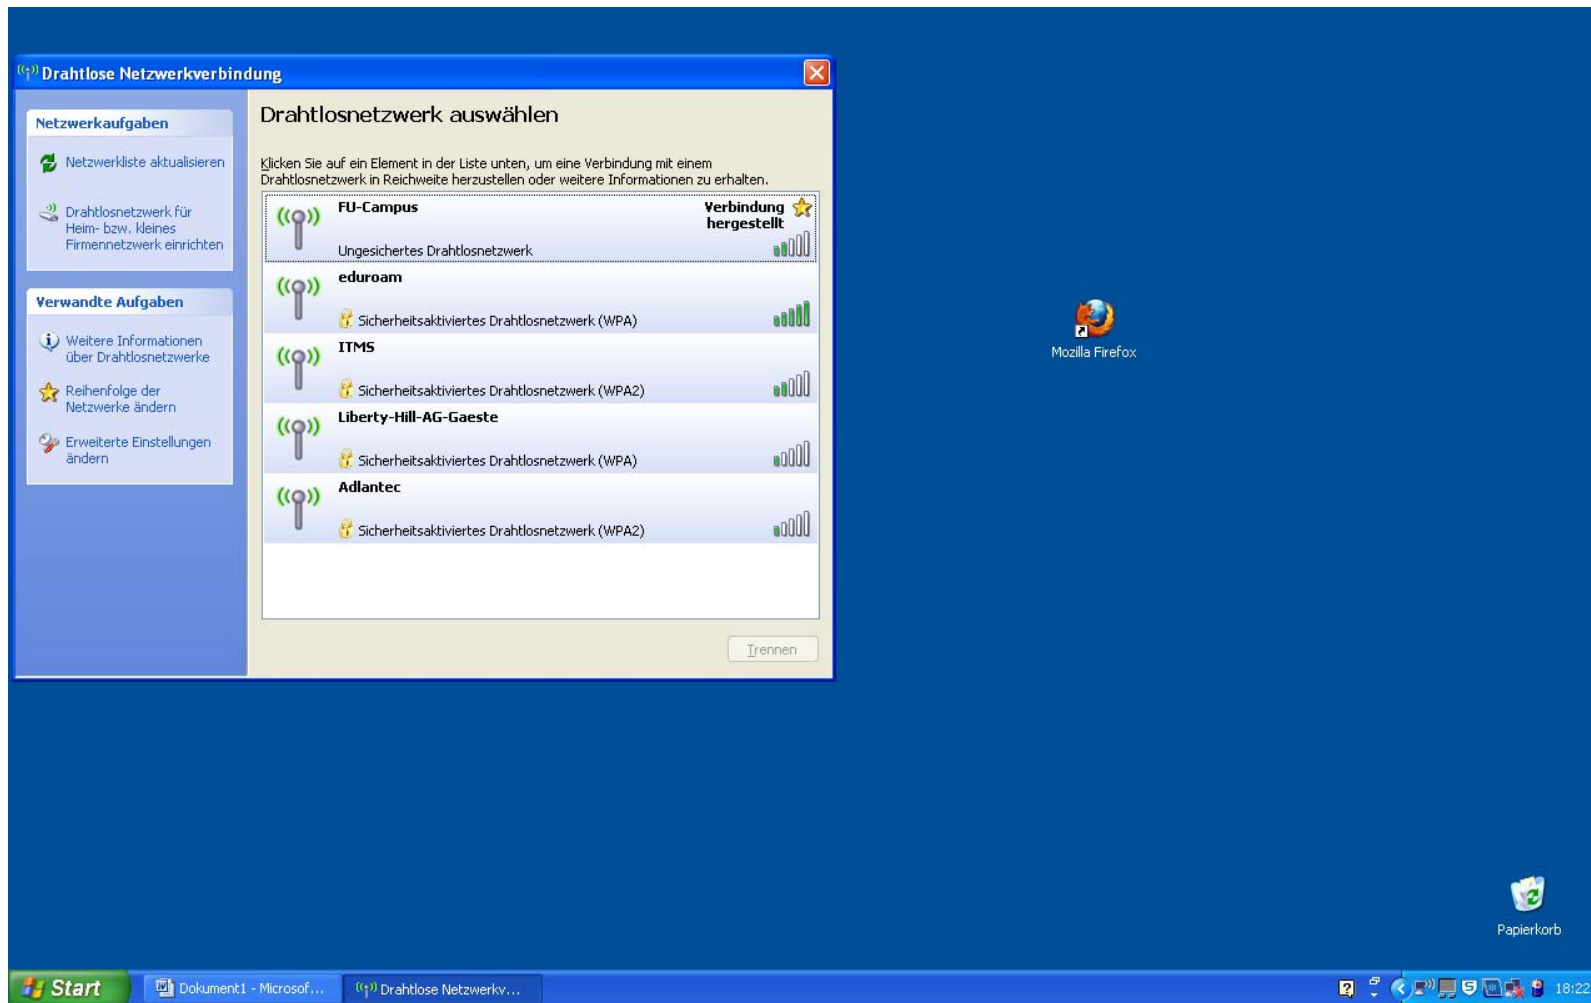 Drahtlose Netzwerkverbindung
Netzwerkaufgaben
Netzwerkliste aktualisieren
Drahtlosnetzwerk für
Heim- bzw. kleines
Firmennetzwerk einrichten
Verwandte Aufgaben
Weitere Informationen
über Drahtlosnetzwerke
Reihenfolge der
Netzwerke ändern
Erweiterte Einstellungen
ändern
Drahtlosnetzwerk auswählen
Klicken Sie auf ein Element in der Liste unten, um eine Verbindung mit einem
Drahtlosnetzwerk in Reichweite herzustellen oder weitere Informationen zu erhalten.
FU-Campus
Verbindung
hergestellt
Ungesichertes Drahtlosnetzwerk
eduroam
Sicherheitsaktiviertes Drahtlosnetzwerk (WPA)
ITMS
Sicherheitsaktiviertes Drahtlosnetzwerk (WPA2)
Liberty-Hill-AG-Gaeste
Sicherheitsaktiviertes Drahtlosnetzwerk (WPA)
Adlantec
Sicherheitsaktiviertes Drahtlosnetzwerk (WPA2)
Trennen
Mozilla Firefox
Papierkorb
Start
Dokument1 - Microsof...
Drahtlose Netzwerkv...
18:22